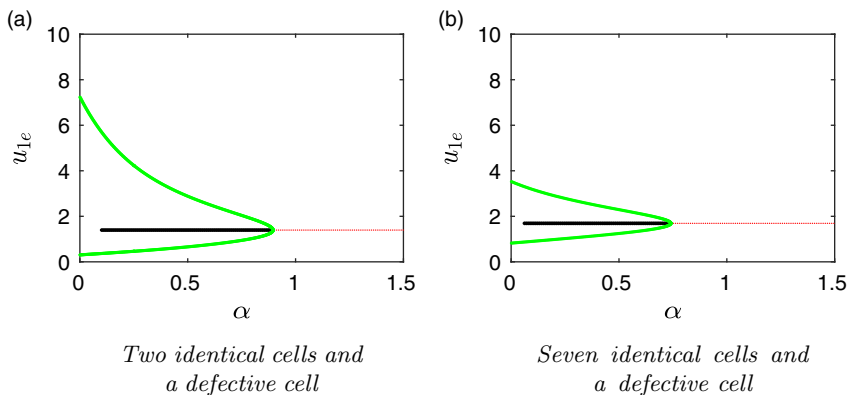 (a)
10
8
6
4
2
0
u1e
0
0.5
1
1.5
α
Two identical cells and
a defective cell
(b)
10
8
6
4
2
0
u1e
0
0.5
1
1.5
α
Seven identical cells and
a defective cell